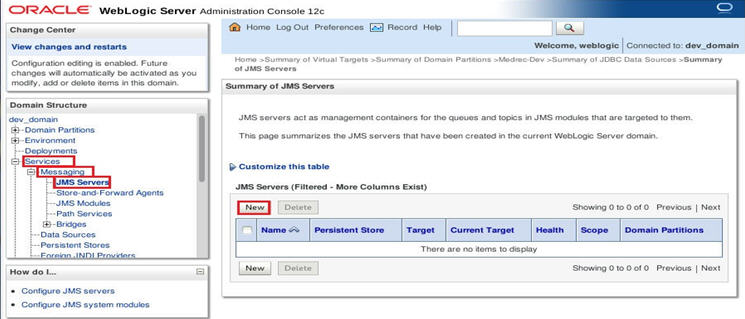 ORACLE WebLogic Server Administration Console 12c
Change Center
View changes and restarts
Configuration editing is enabled. Future
changes will automatically be activated as you
modify, add or delete items in this domain.
Domain Structure
dev_domain
Domain Partitions
Environment
Deployments
Services
Messaging
JMS Servers
Store-and-Forward Agents
JMS Modules
Path Services
Bridges
Data Sources
Persistent Stores
Foreign JNDI Providers
How do I...
Configure JMS servers
Configure JMS system modules
Home Log Out Preferences Record Help
Welcome, weblogic Connected to: dev_domain
Home >Summary of Virtual Targets >Summary of Domain Partitions >Medrec-Dev >Summary of JDBC Data Sources >Summary
of JMS Servers
Summary of JMS Servers
JMS servers act as management containers for the queues and topics in JMS modules that are targeted to them.
This page summarizes the JMS servers that have been created in the current WebLogic Server domain.
Customize this table
JMS Servers (Filtered - More Columns Exist)
New Delete Showing 0 to 0 of 0 Previous | Next
Name Persistent Store Target Current Target Health Scope Domain Partitions
There are no items to display
New Delete Showing 0 to 0 of 0 Previous | Next